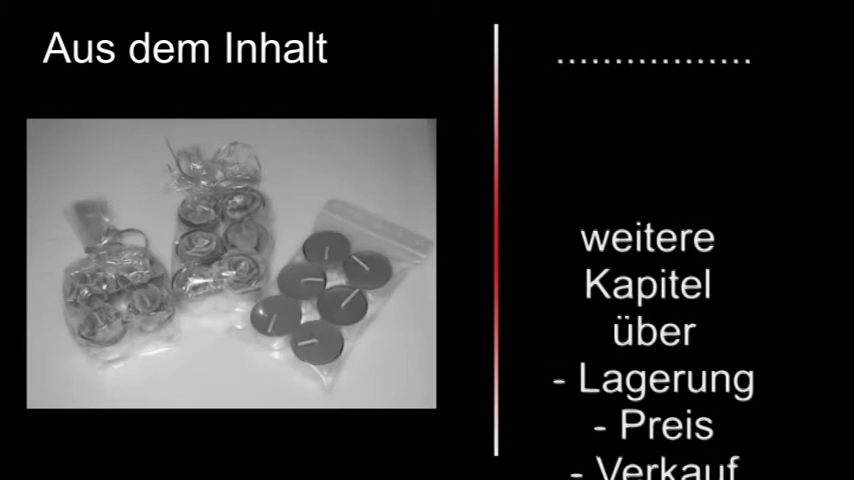 Aus dem Inhalt
.................
weitere
Kapitel
über
- Lagerung
- Preis
- Verkauf